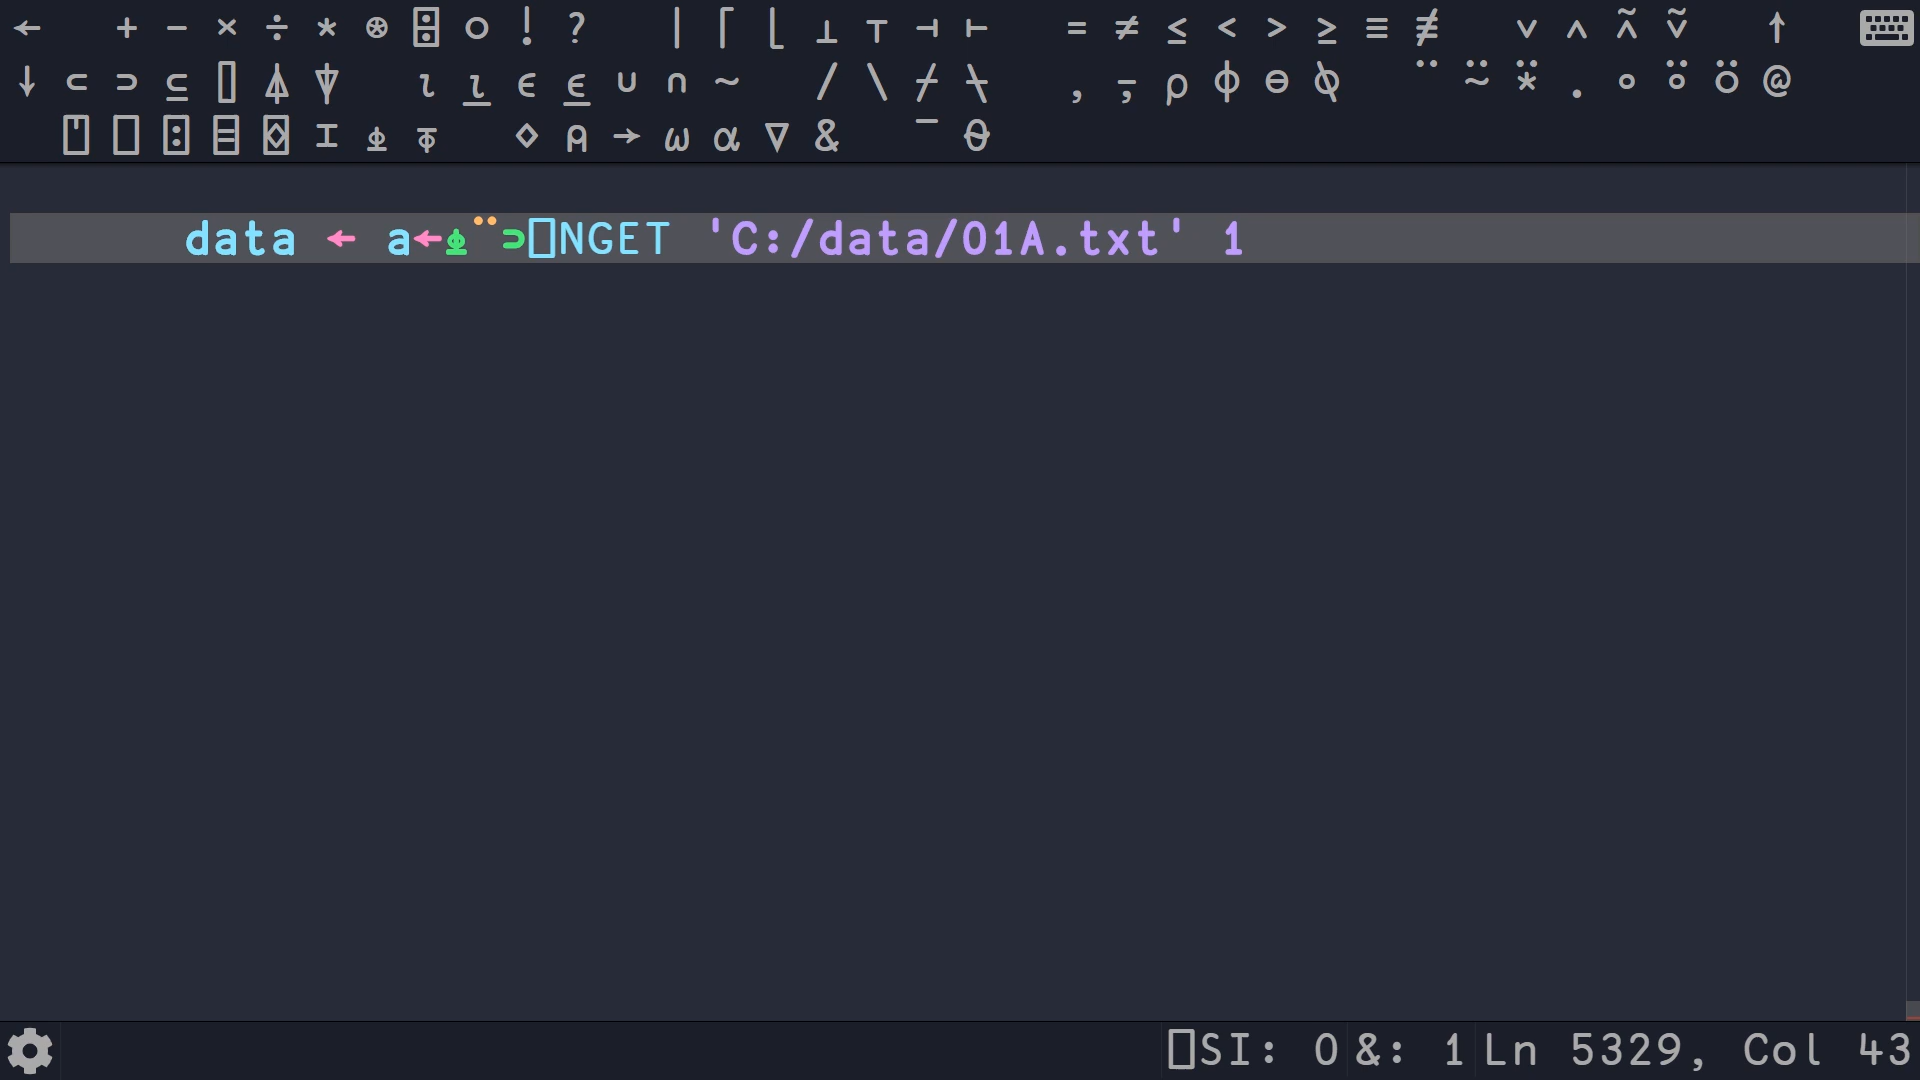 ← + - × ÷ * ⍟ ⌹ ○ ! ? | ⌈ ⌊ ⊥ ⊤ ⊣ ⊢ = ≠ ≤ < > ≥ ≡ ≢ ∨ ∧ ⍲ ⍱ ↑
↓ ⊂ ⊃ ⊆ ⌷ ⍋ ⍒ ⍳ ⍸ ∊ ⍷ ∪ ∩ ~ / \ ⌿ ⍀ , ⍪ ⍴ ⌽ ⊖ ⍉ ¨ ⍨ ⍣ . ∘ ⍤ ⍥ @
⍞ ⎕ ⍠ ⌸ ⌺ ⌶ ⍎ ⍕ ⋄ ⍝ → ⍵ ⍺ ∇ & ¯ ⍬
data ← a←⍎¨⊃⎕NGET 'C:/data/01A.txt' 1
⎕SI: 0 &: 1 Ln 5329, Col 43